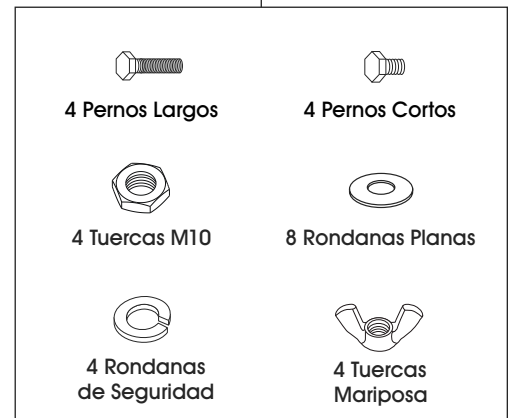 4 Pernos Largos
4 Pernos Cortos
4 Tuercas M10
8 Rondanas Planas
4 Rondanas
de Seguridad
4 Tuercas
Mariposa